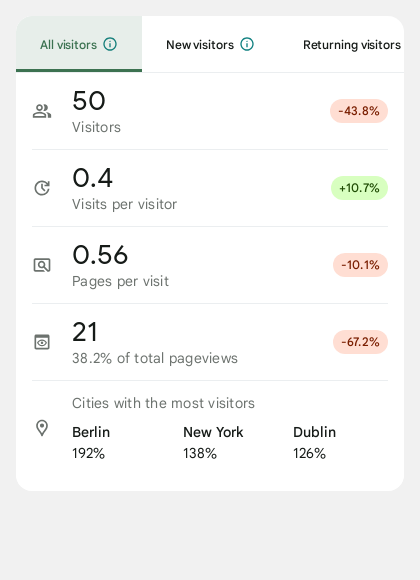 All visitors New visitors Returning visitors
50
Visitors
-43.8%
0.4
Visits per visitor
+10.7%
0.56
Pages per visit
-10.1%
21
38.2% of total pageviews
-67.2%
Cities with the most visitors
Berlin New York Dublin
192% 138% 126%